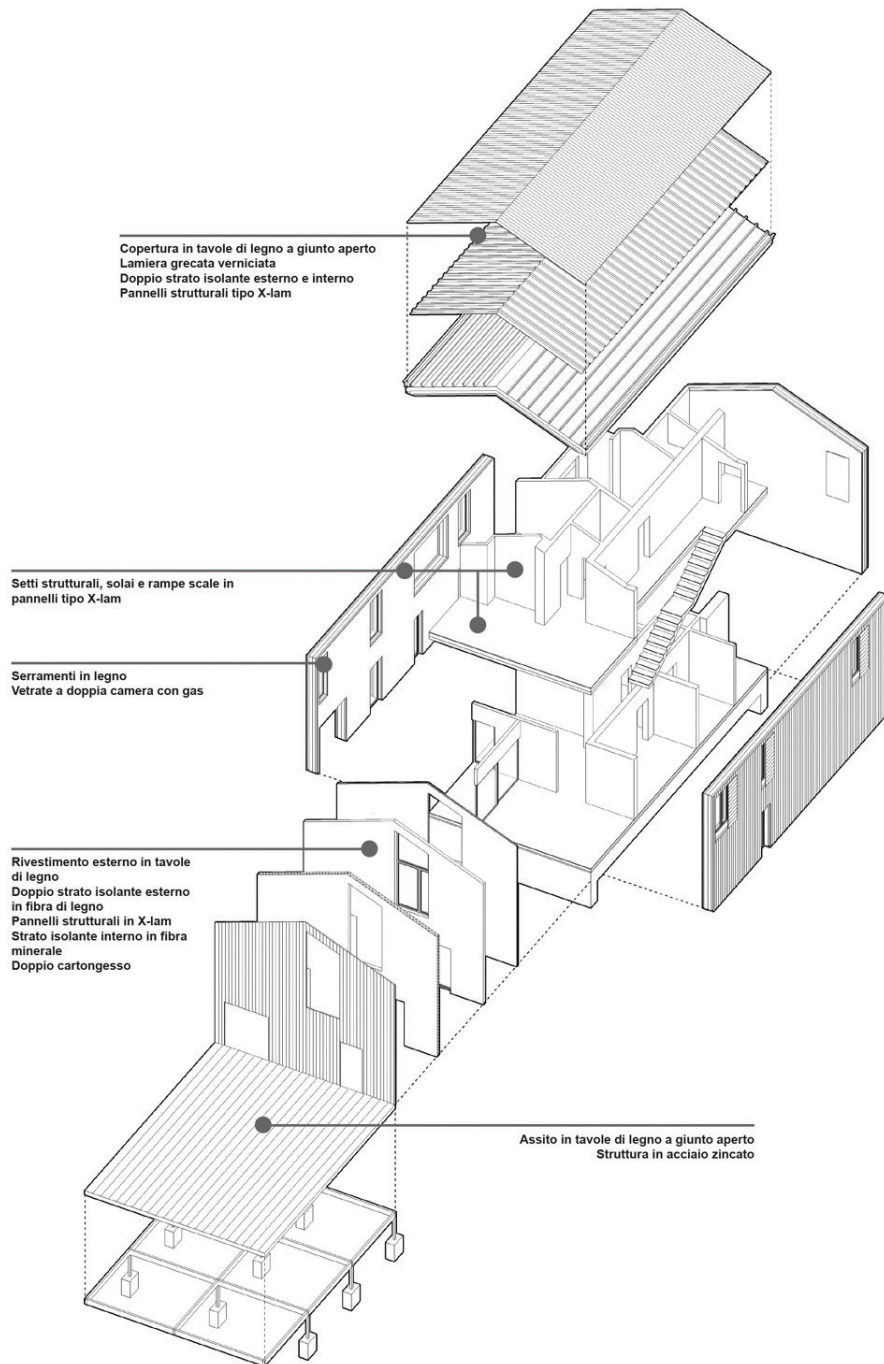 Copertura in tavole di legno a giunto aperto
Lamiera grecata verniciata
Doppio strato isolante esterno e interno
Pannelli strutturali tipo X-lam
Setti strutturali, solai e rampe scale in
pannelli tipo X-lam
Serramenti in legno
Vetrate a doppia camera con gas
Rivestimento esterno in tavole
di legno
Doppio strato isolante esterno
in fibra di legno
Pannelli strutturali in X-lam
Strato isolante interno in fibra
minerale
Doppio cartongesso
Assito in tavole di legno a giunto aperto
Struttura in acciaio zincato